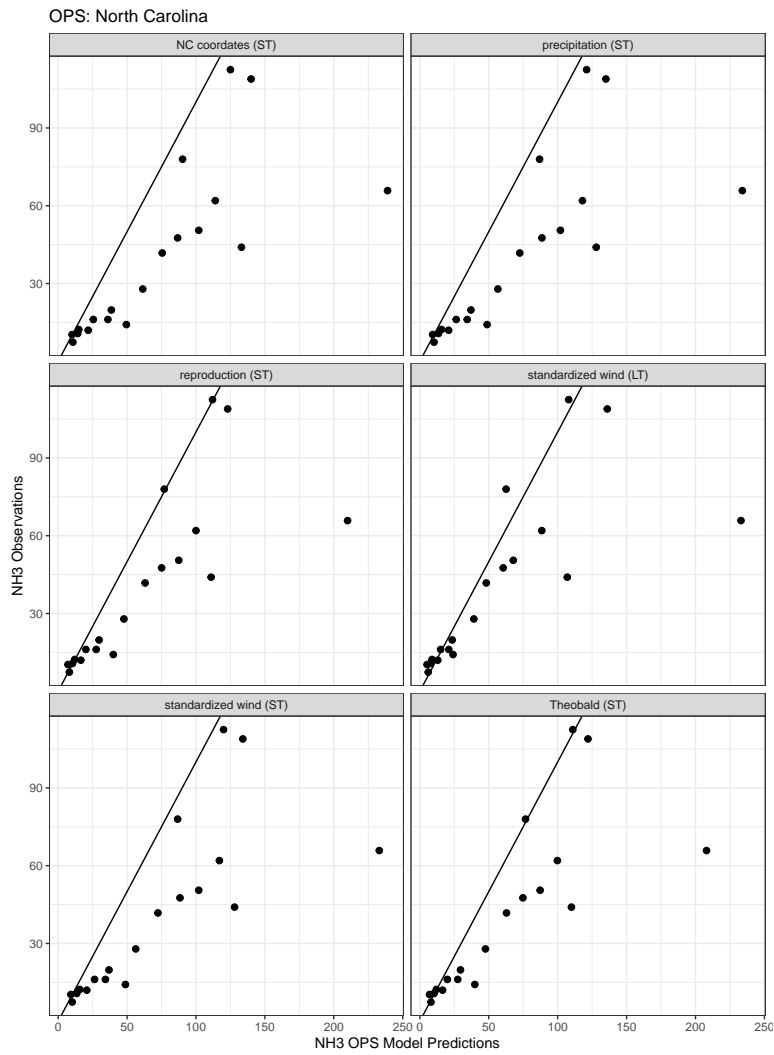 OPS: North Carolina
NC coordates (ST)
precipitation (ST)
90
60
30
reproduction (ST)
standardized wind (LT)
90
60
30
NH3 Observations
standardized wind (ST)
Theobald (ST)
90
60
30
0 50 100 150 200 250 0 50 100 150 200 250
NH3 OPS Model Predictions